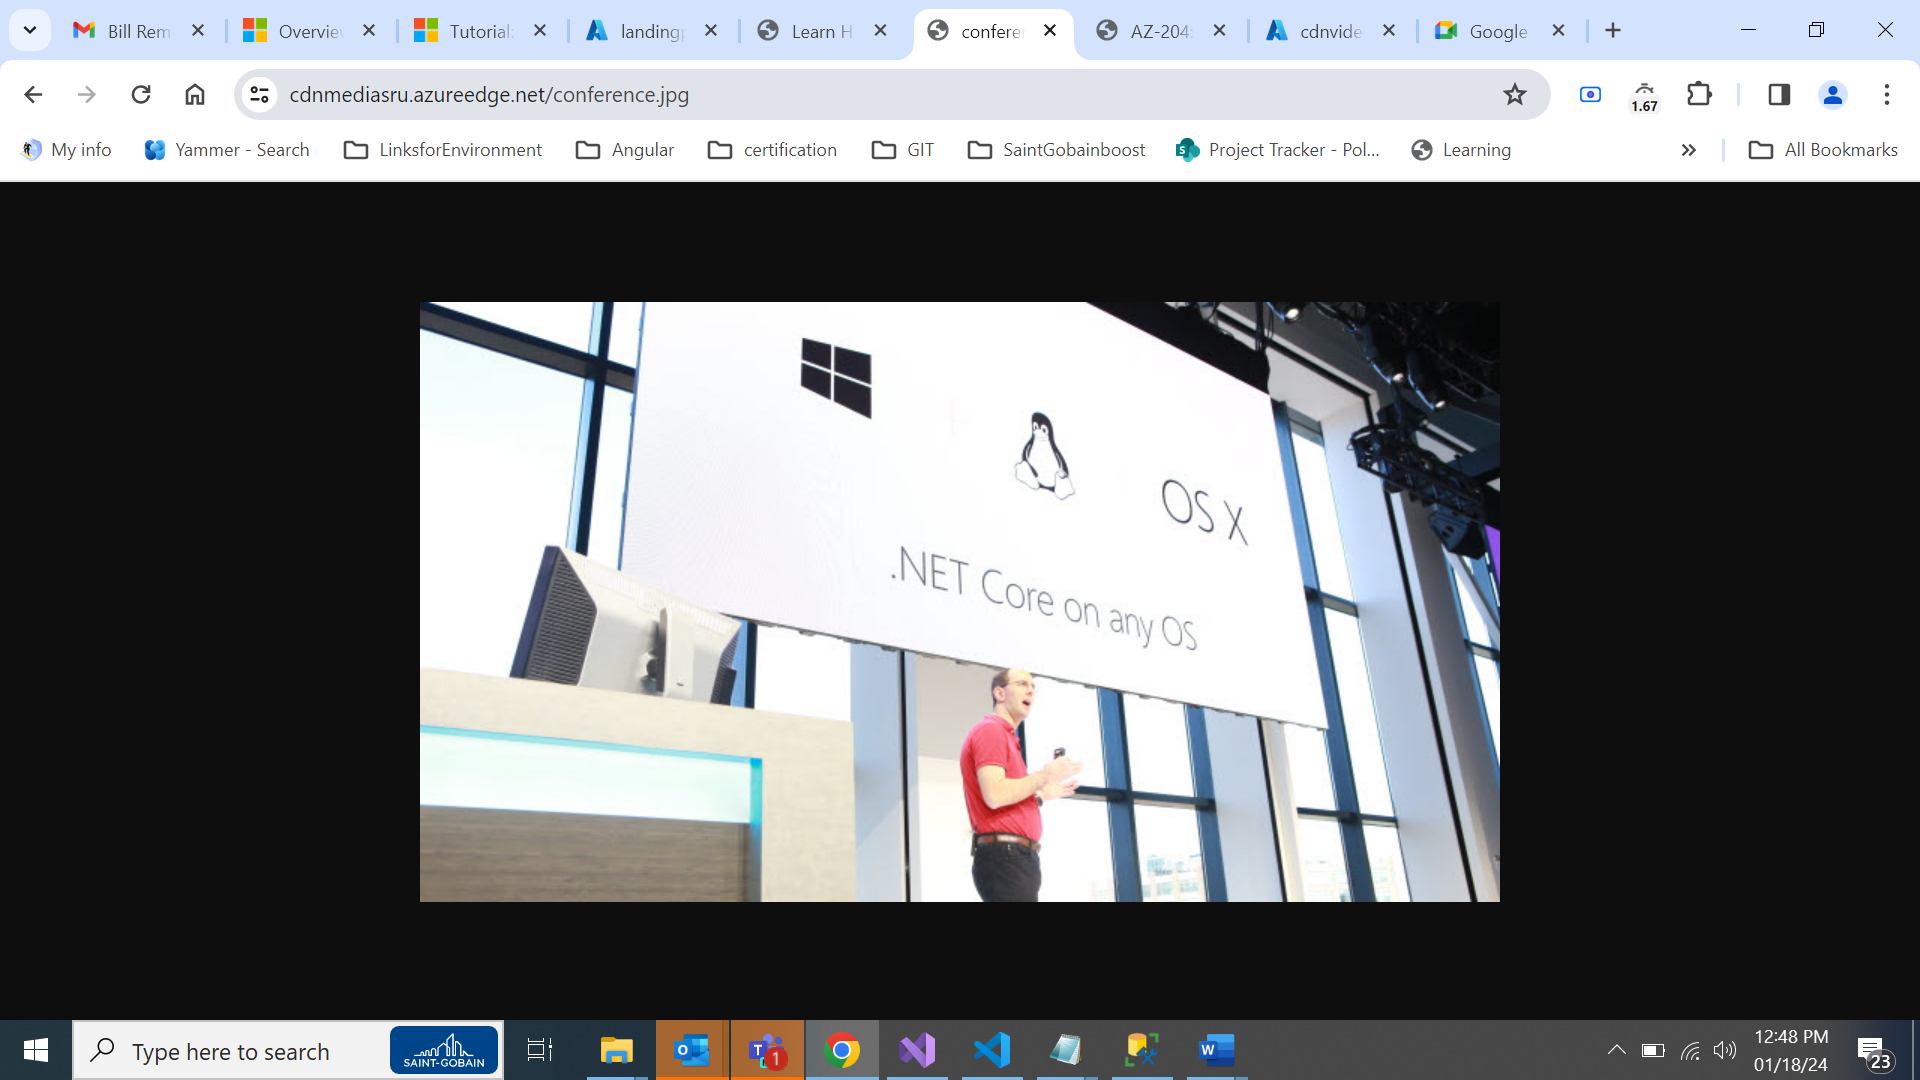 Bill Rem
Overvie
Tutorial:
landing
Learn H
confere
AZ-204:
cdnvide
Google
cdnmediasru.azureedge.net/conference.jpg
1.67
My info
Yammer - Search
LinksforEnvironment
Angular
certification
GIT
SaintGobainboost
Project Tracker - Pol...
Learning
All Bookmarks
OS X
.NET Core on any OS
Type here to search
SAINT-GOBAIN
1
12:48 PM
01/18/24
23